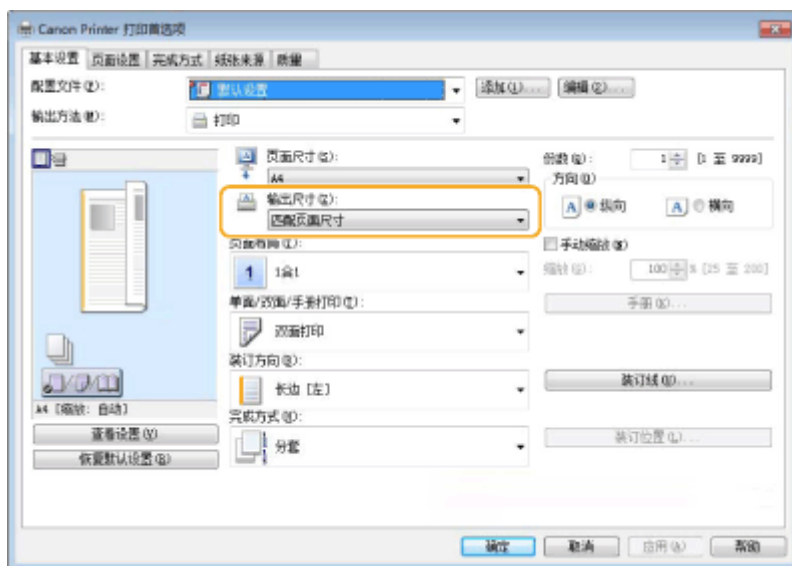 Canon Printer 打印首选项
基本设置 页面设置 完成方式 纸张来源 质量
配置文件(F): 默认设置 添加(1)... 编辑(2)...
输出方法(M): 打印
页面尺寸(S): 份数(C): 1 [1 至 9999]
A4 方向(O)
输出尺寸(Z): A 纵向 A 横向
匹配页面尺寸
页面布局(L): 手动缩放(N)
1 1合1 缩放(G): 100 % [25 至 200]
单面/双面/手册打印(T): 手册(K)...
双面打印
装订方向(B): 装订线(U)...
长边 [左]
A4 [缩放: 自动] 完成方式(H):
查看设置(V) 分套 装订位置(L)...
恢复默认设置(R)
确定 取消 应用(A) 帮助